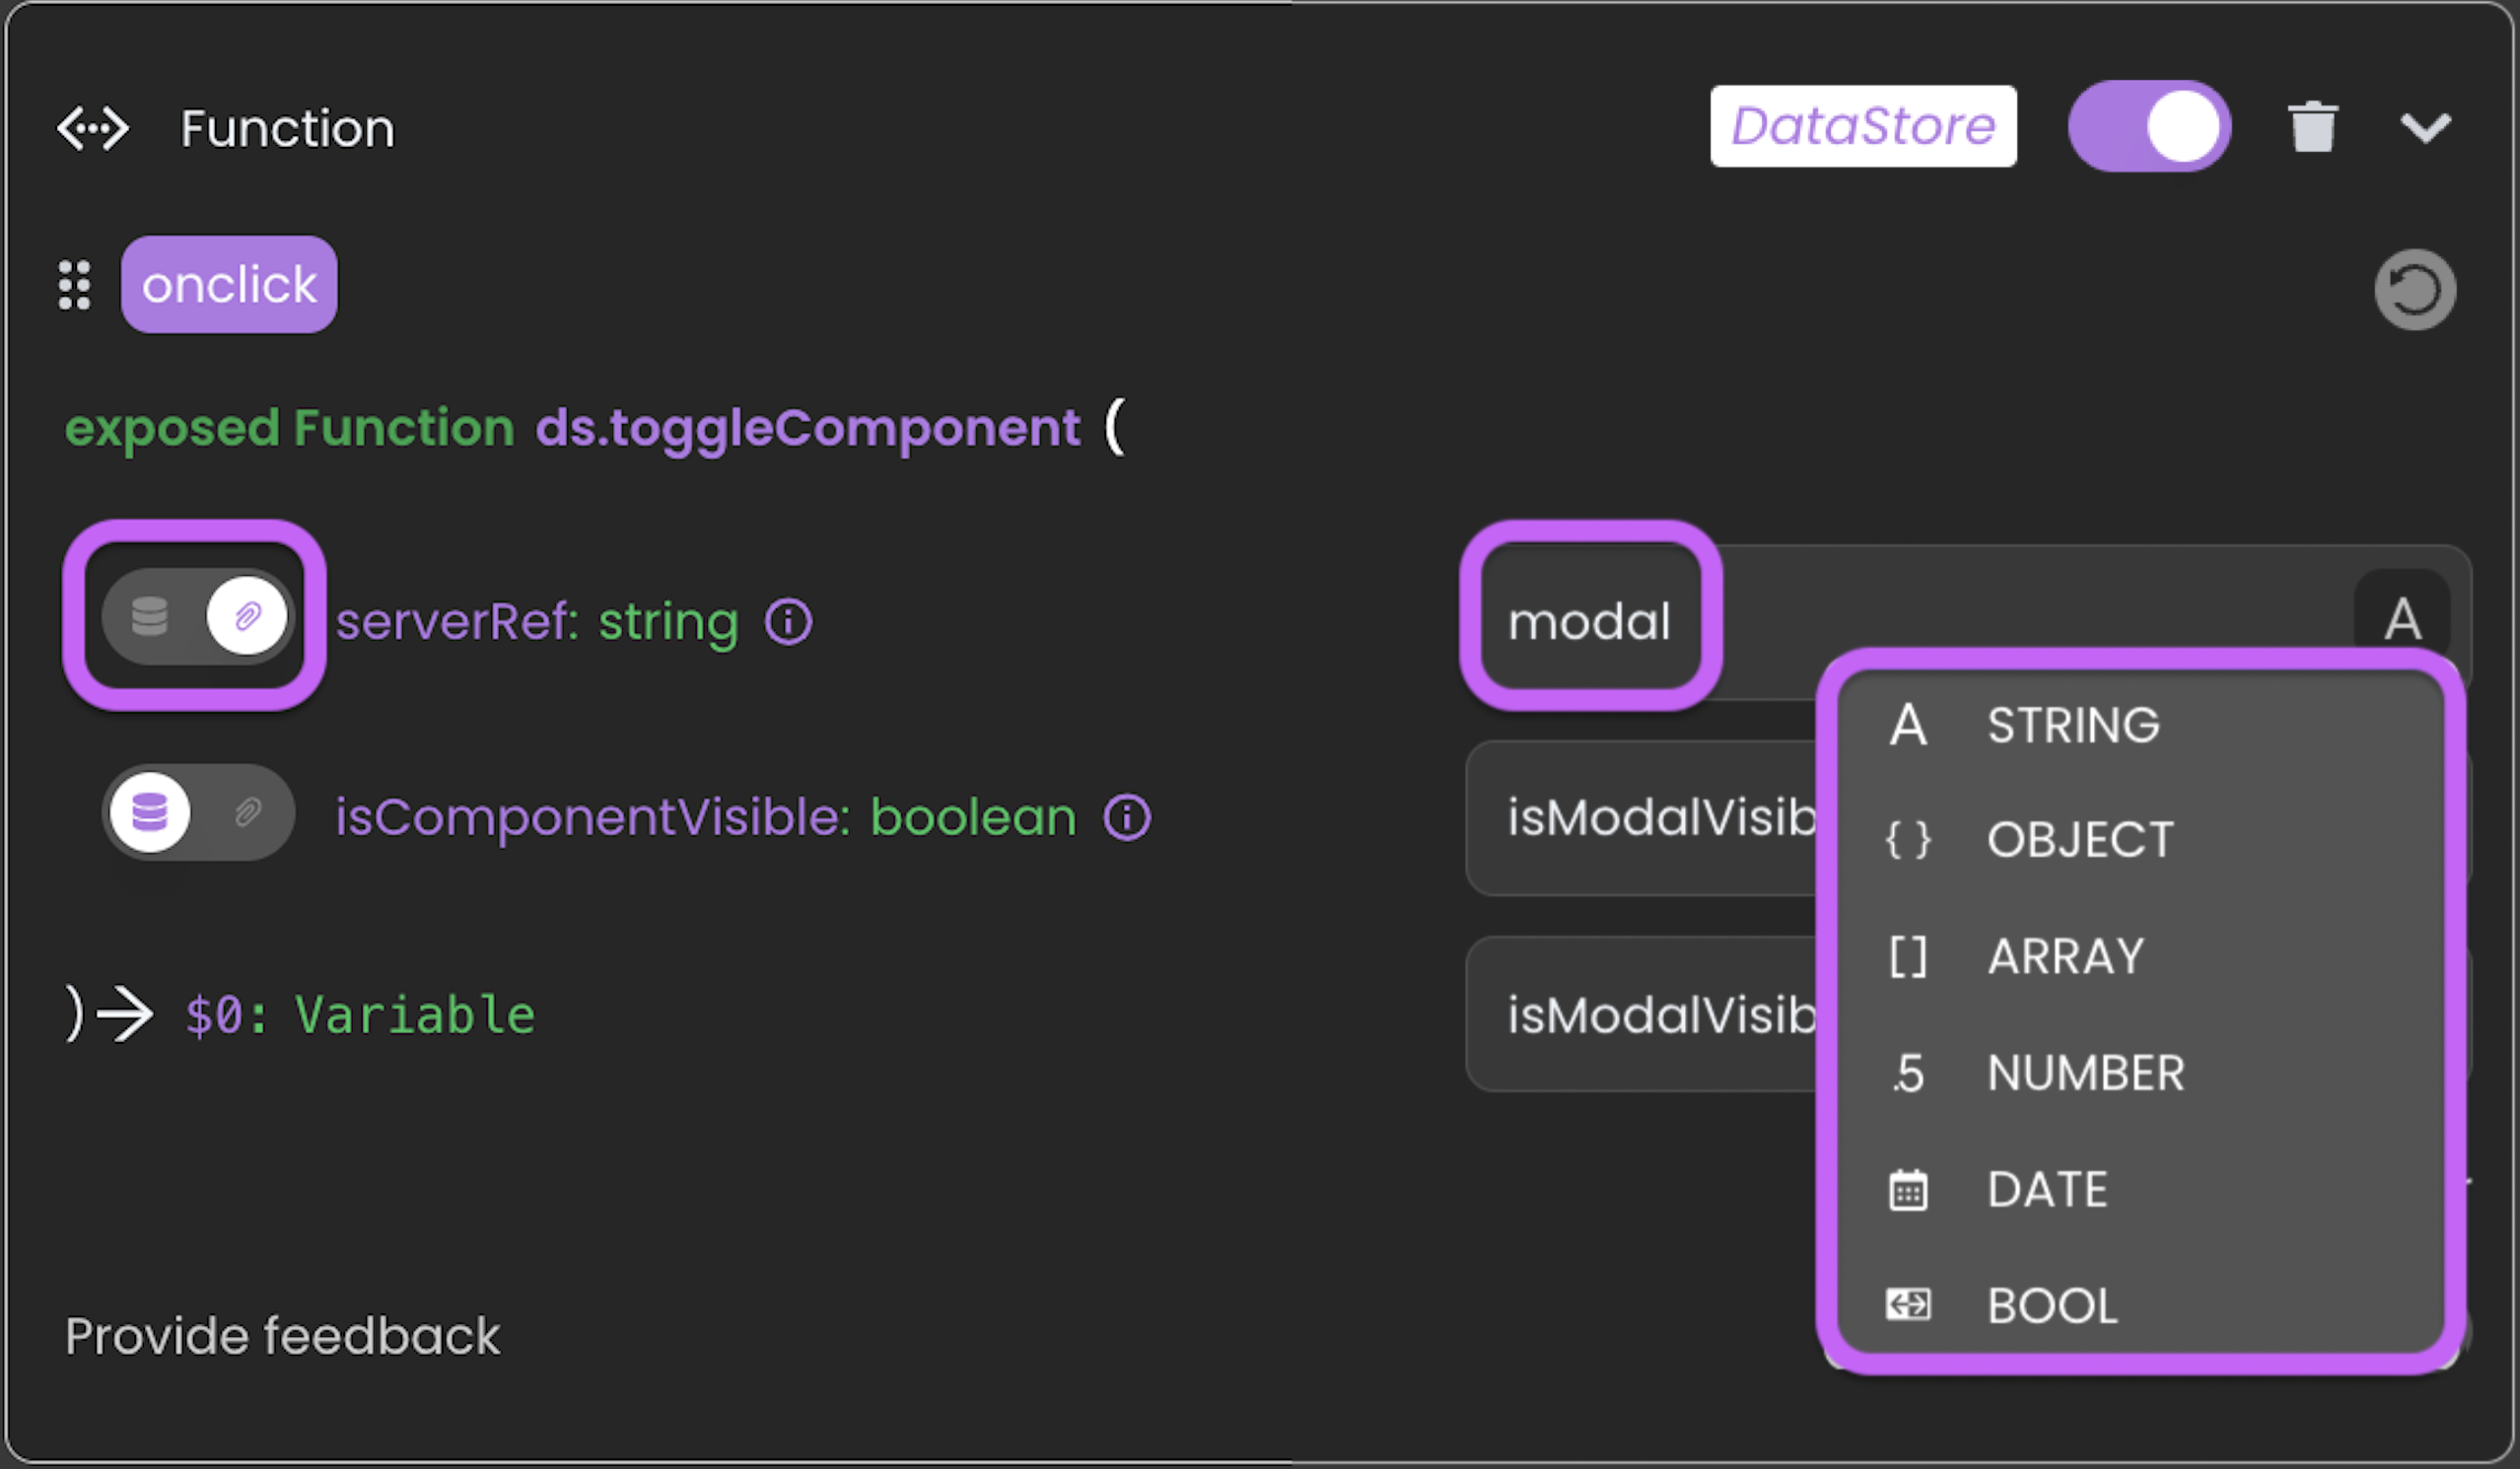 Function DataStore
onclick
exposed Function ds.toggleComponent (
serverRef: string modal A
isComponentVisible: boolean isModalVisib
)→ $0: Variable isModalVisib
A STRING
{ } OBJECT
[ ] ARRAY
.5 NUMBER
DATE
BOOL
Provide feedback